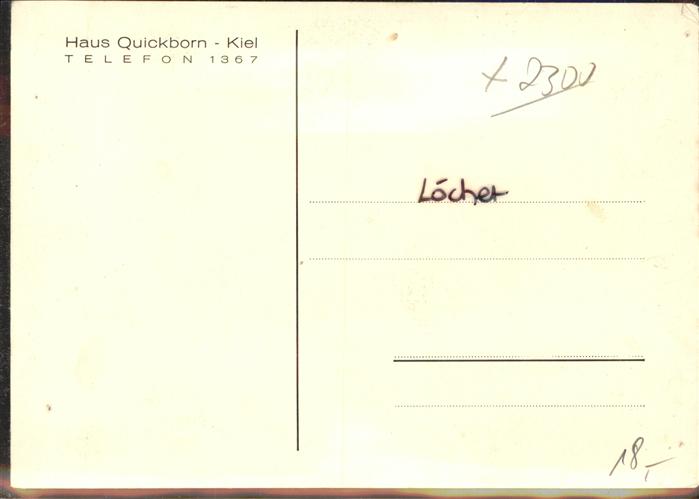 Haus Quickborn - Kiel
TELEFON 1367
x 2300
Löcher
18,-